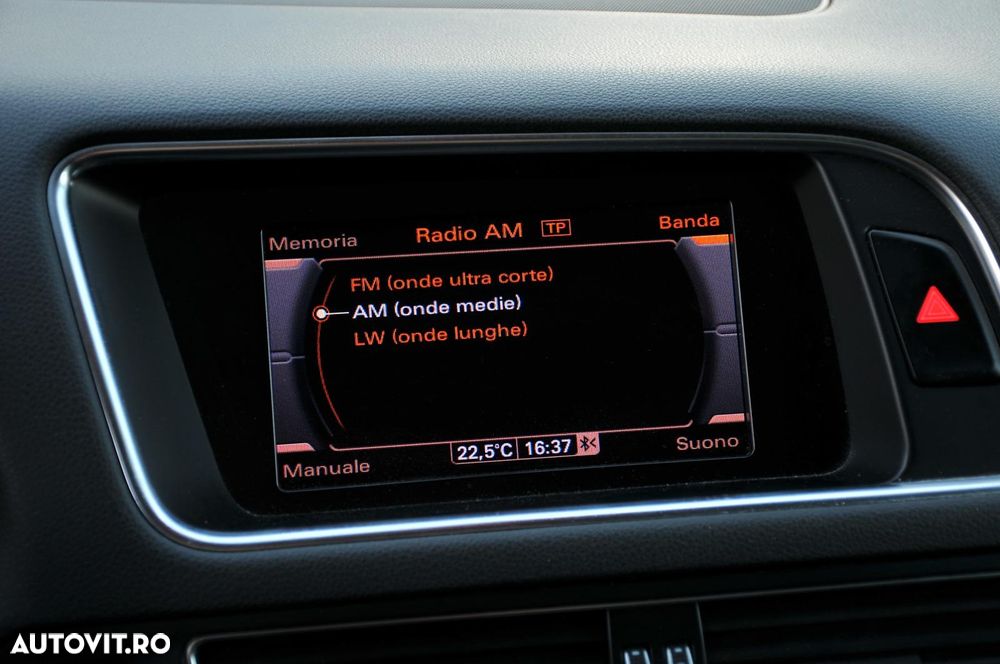 Memoria Radio AM TP Banda
FM (onde ultra corte)
AM (onde medie)
LW (onde lunghe)
Manuale 22,5°C 16:37 Suono
AUTOVIT.RO